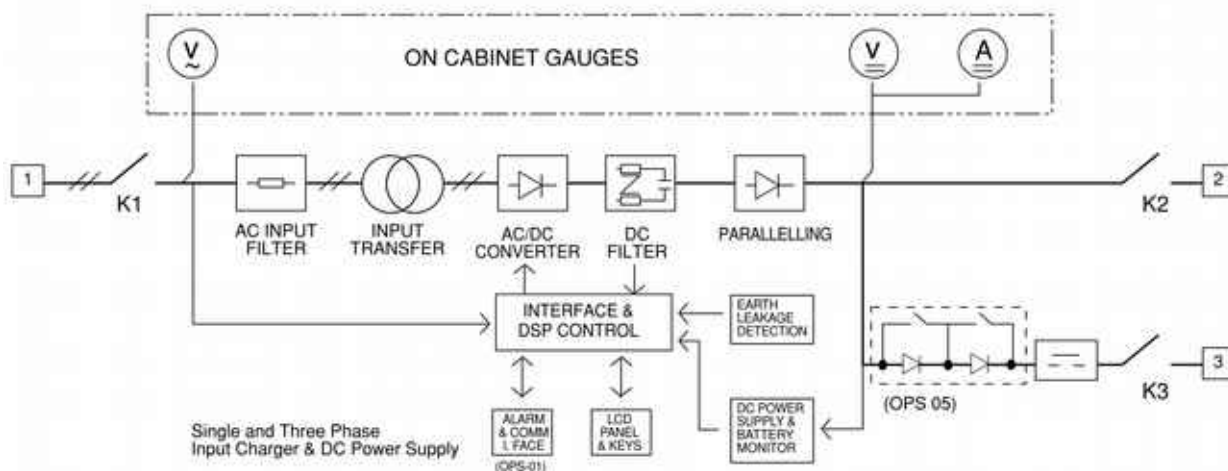 V
~
ON CABINET GAUGES
V
A
1
K1
AC INPUT
FILTER
INPUT
TRANSFER
AC/DC
CONVERTER
DC
FILTER
PARALLELLING
K2
2
INTERFACE &
DSP CONTROL
EARTH
LEAKAGE
DETECTION
(OPS 05)
K3
3
Single and Three Phase
Input Charger & DC Power Supply
ALARM
& COMM
I. FACE
(OPS-01)
LCD
PANEL
& KEYS
DC POWER
SUPPLY &
BATTERY
MONITOR